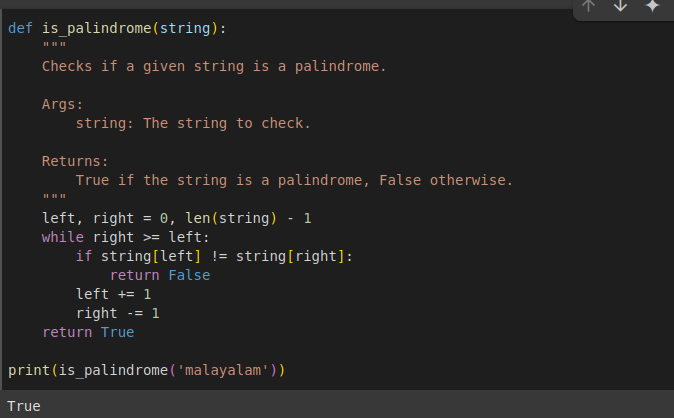 def is_palindrome(string):
    """
    Checks if a given string is a palindrome.

    Args:
        string: The string to check.

    Returns:
        True if the string is a palindrome, False otherwise.
    """
    left, right = 0, len(string) - 1
    while right >= left:
        if string[left] != string[right]:
            return False
        left += 1
        right -= 1
    return True

print(is_palindrome('malayalam'))
True